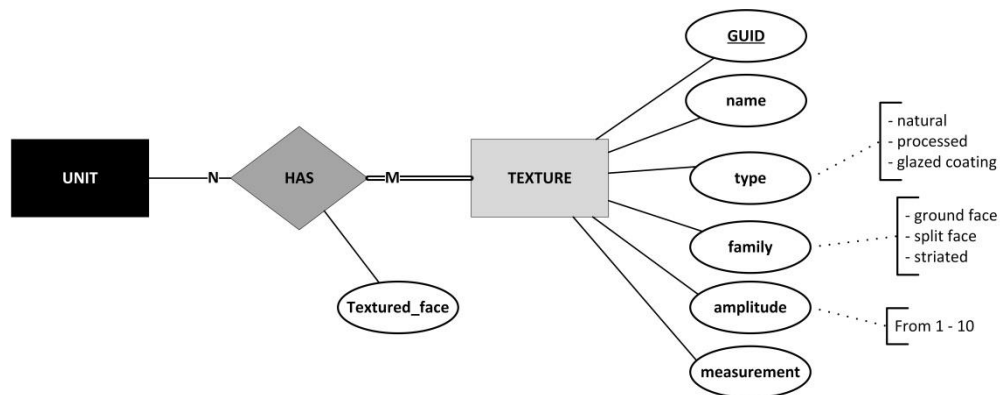 GUID
name
- natural
- processed
- glazed coating
UNIT
N
HAS
M
TEXTURE
type
- ground face
- split face
- striated
family
Textured_face
amplitude
From 1 - 10
measurement